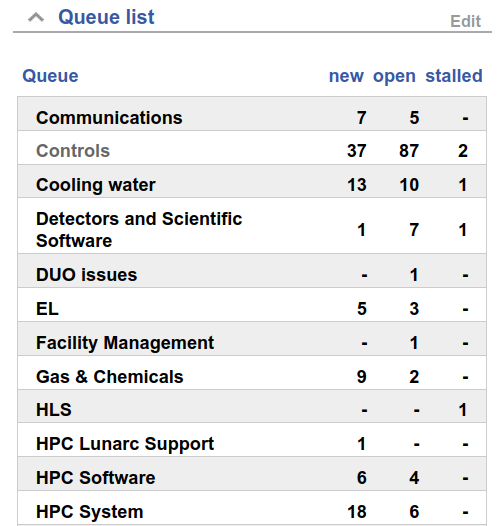 Queue list
Edit
Queue new open stalled
Communications 7 5 -
Controls 37 87 2
Cooling water 13 10 1
Detectors and Scientific
Software 1 7 1
DUO issues - 1 -
EL 5 3 -
Facility Management - 1 -
Gas & Chemicals 9 2 -
HLS - - 1
HPC Lunarc Support 1 - -
HPC Software 6 4 -
HPC System 18 6 -